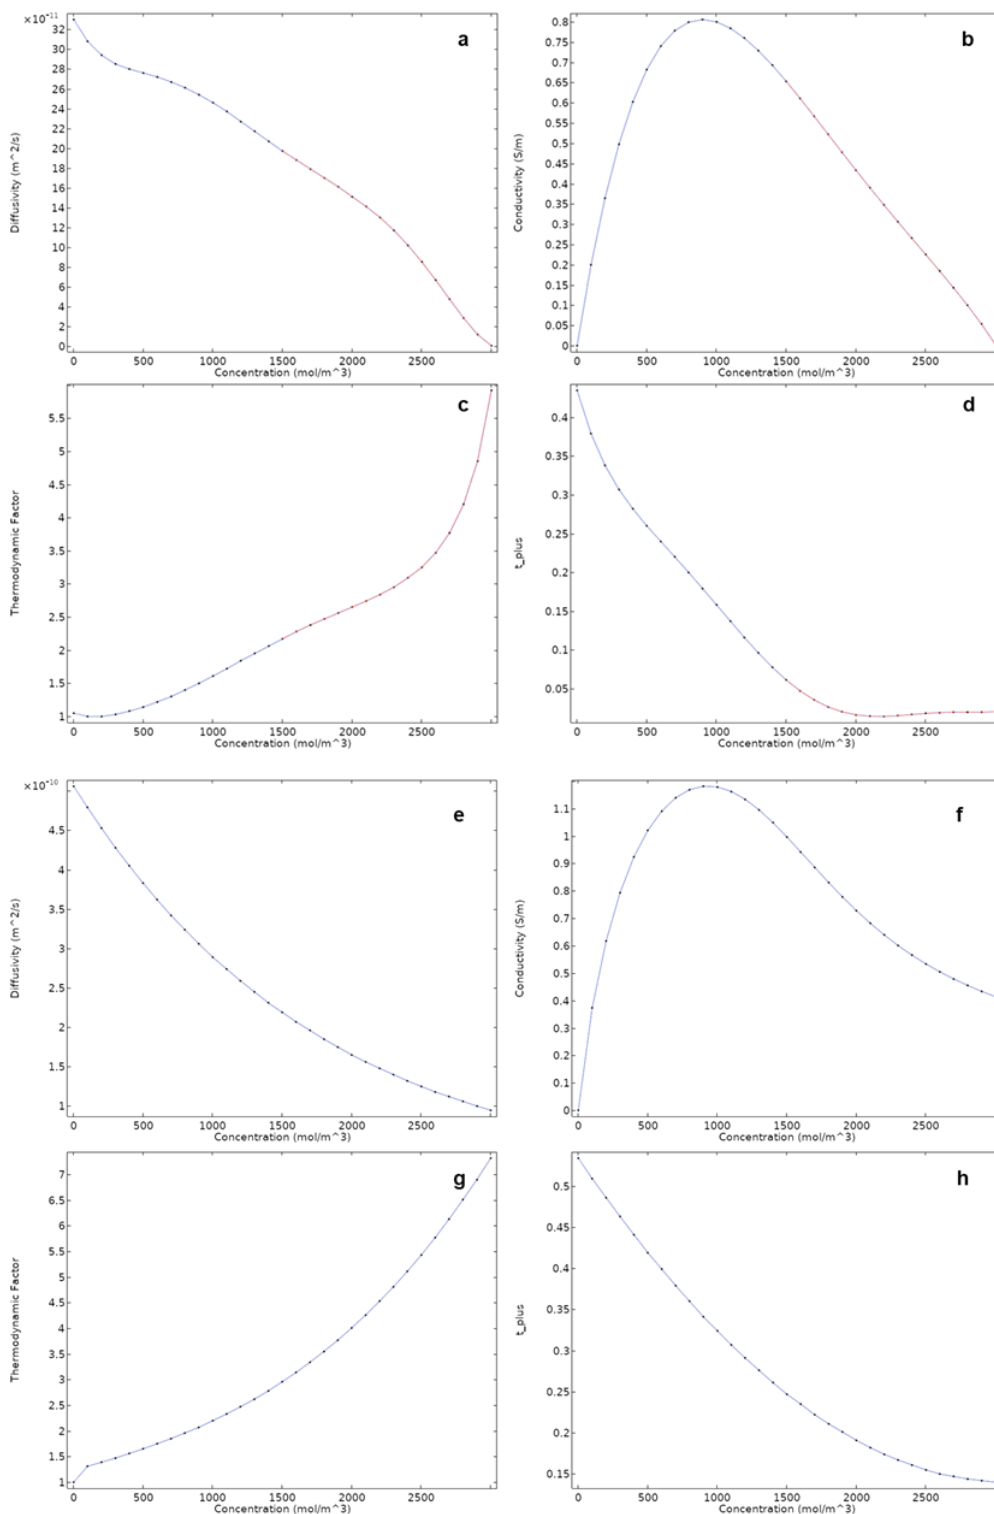 ×10⁻¹¹
a
Diffusivity (m^2/s)
32
30
28
26
24
22
20
18
16
14
12
10
8
6
4
2
0
0 500 1000 1500 2000 2500
Concentration (mol/m^3)
b
Conductivity (S/m)
0.8
0.75
0.7
0.65
0.6
0.55
0.5
0.45
0.4
0.35
0.3
0.25
0.2
0.15
0.1
0.05
0
0 500 1000 1500 2000 2500
Concentration (mol/m^3)
c
Thermodynamic Factor
5.5
5
4.5
4
3.5
3
2.5
2
1.5
1
0 500 1000 1500 2000 2500
Concentration (mol/m^3)
d
t_plus
0.4
0.35
0.3
0.25
0.2
0.15
0.1
0.05
0 500 1000 1500 2000 2500
Concentration (mol/m^3)
×10⁻¹⁰
e
Diffusivity (m^2/s)
4.5
4
3.5
3
2.5
2
1.5
1
0 500 1000 1500 2000 2500
Concentration (mol/m^3)
f
Conductivity (S/m)
1.1
1
0.9
0.8
0.7
0.6
0.5
0.4
0.3
0.2
0.1
0
0 500 1000 1500 2000 2500
Concentration (mol/m^3)
g
Thermodynamic Factor
7
6.5
6
5.5
5
4.5
4
3.5
3
2.5
2
1.5
1
0 500 1000 1500 2000 2500
Concentration (mol/m^3)
h
t_plus
0.5
0.45
0.4
0.35
0.3
0.25
0.2
0.15
0 500 1000 1500 2000 2500
Concentration (mol/m^3)